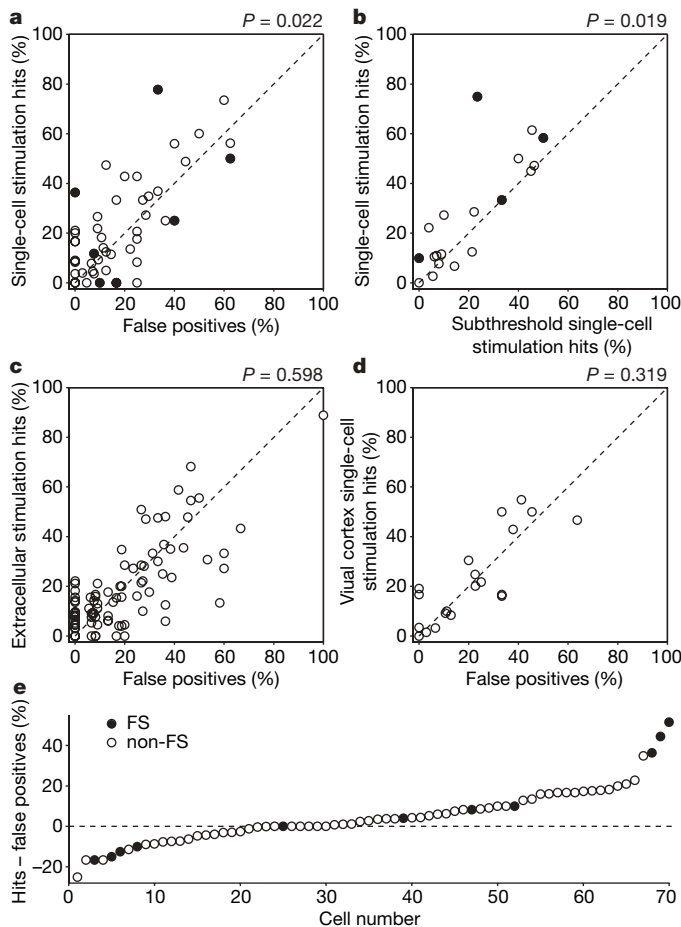 a
P = 0.022
Single-cell stimulation hits (%)
100
80
60
40
20
0
0 20 40 60 80 100
False positives (%)
b
P = 0.019
Single-cell stimulation hits (%)
100
80
60
40
20
0
0 20 40 60 80 100
Subthreshold single-cell
stimulation hits (%)
c
P = 0.598
Extracellular stimulation hits (%)
100
80
60
40
20
0
0 20 40 60 80 100
False positives (%)
d
P = 0.319
Viual cortex single-cell
stimulation hits (%)
100
80
60
40
20
0
0 20 40 60 80 100
False positives (%)
e
Hits – false positives (%)
40
20
0
–20
FS
non-FS
0 10 20 30 40 50 60 70
Cell number